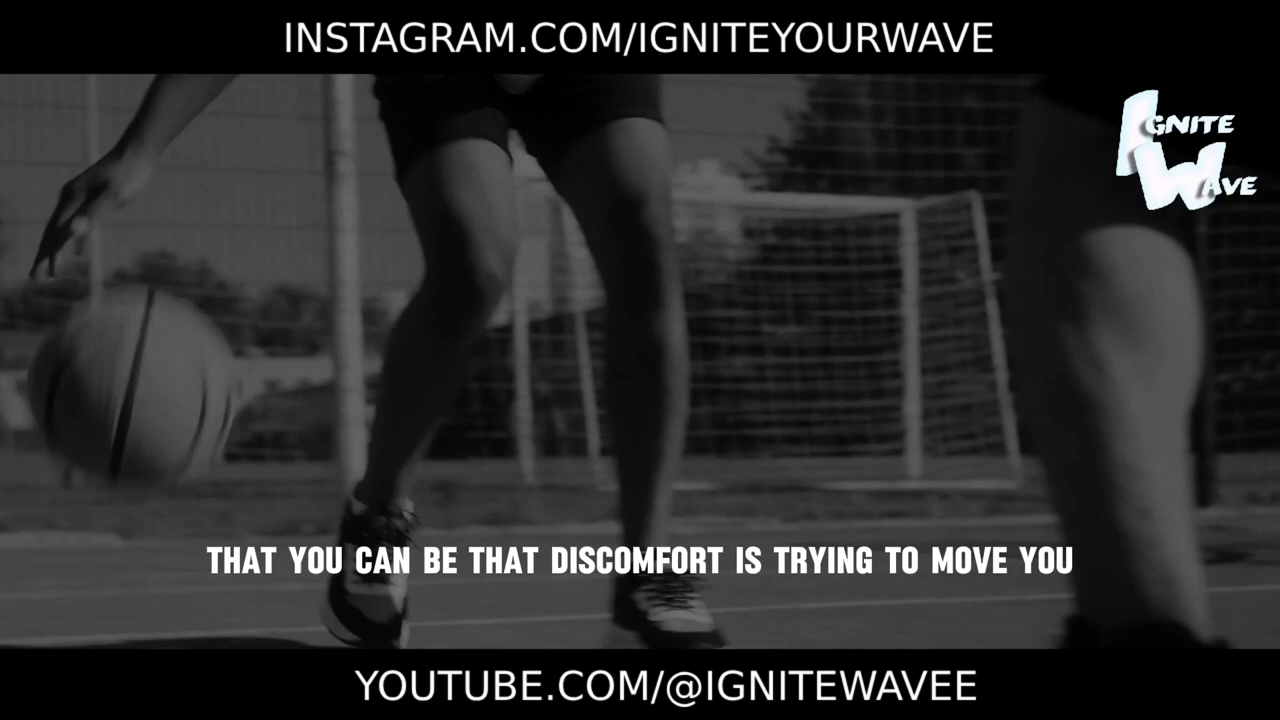 INSTAGRAM.COM/IGNITEYOURWAVE
IGNITE
WAVE
THAT YOU CAN BE THAT DISCOMFORT IS TRYING TO MOVE YOU
YOUTUBE.COM/@IGNITEWAVEE